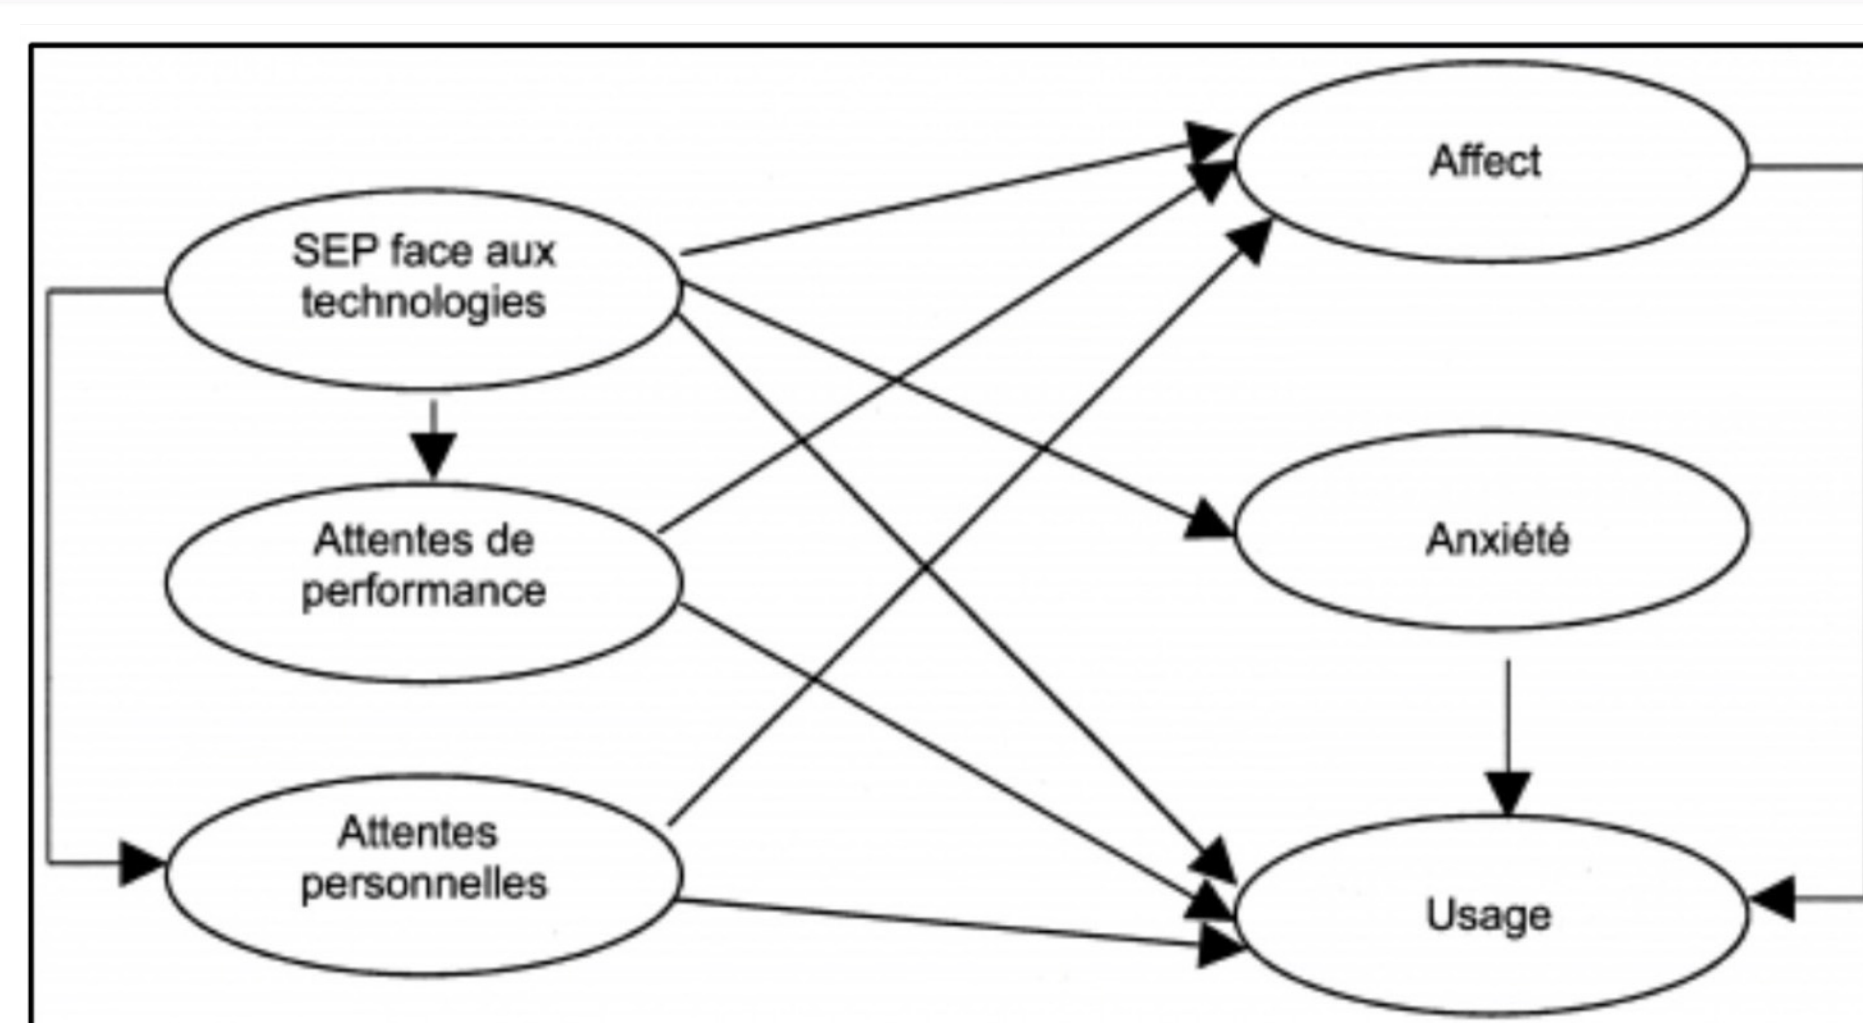 Affect
SEP face aux
technologies
Attentes de
performance
Anxiété
Attentes
personnelles
Usage